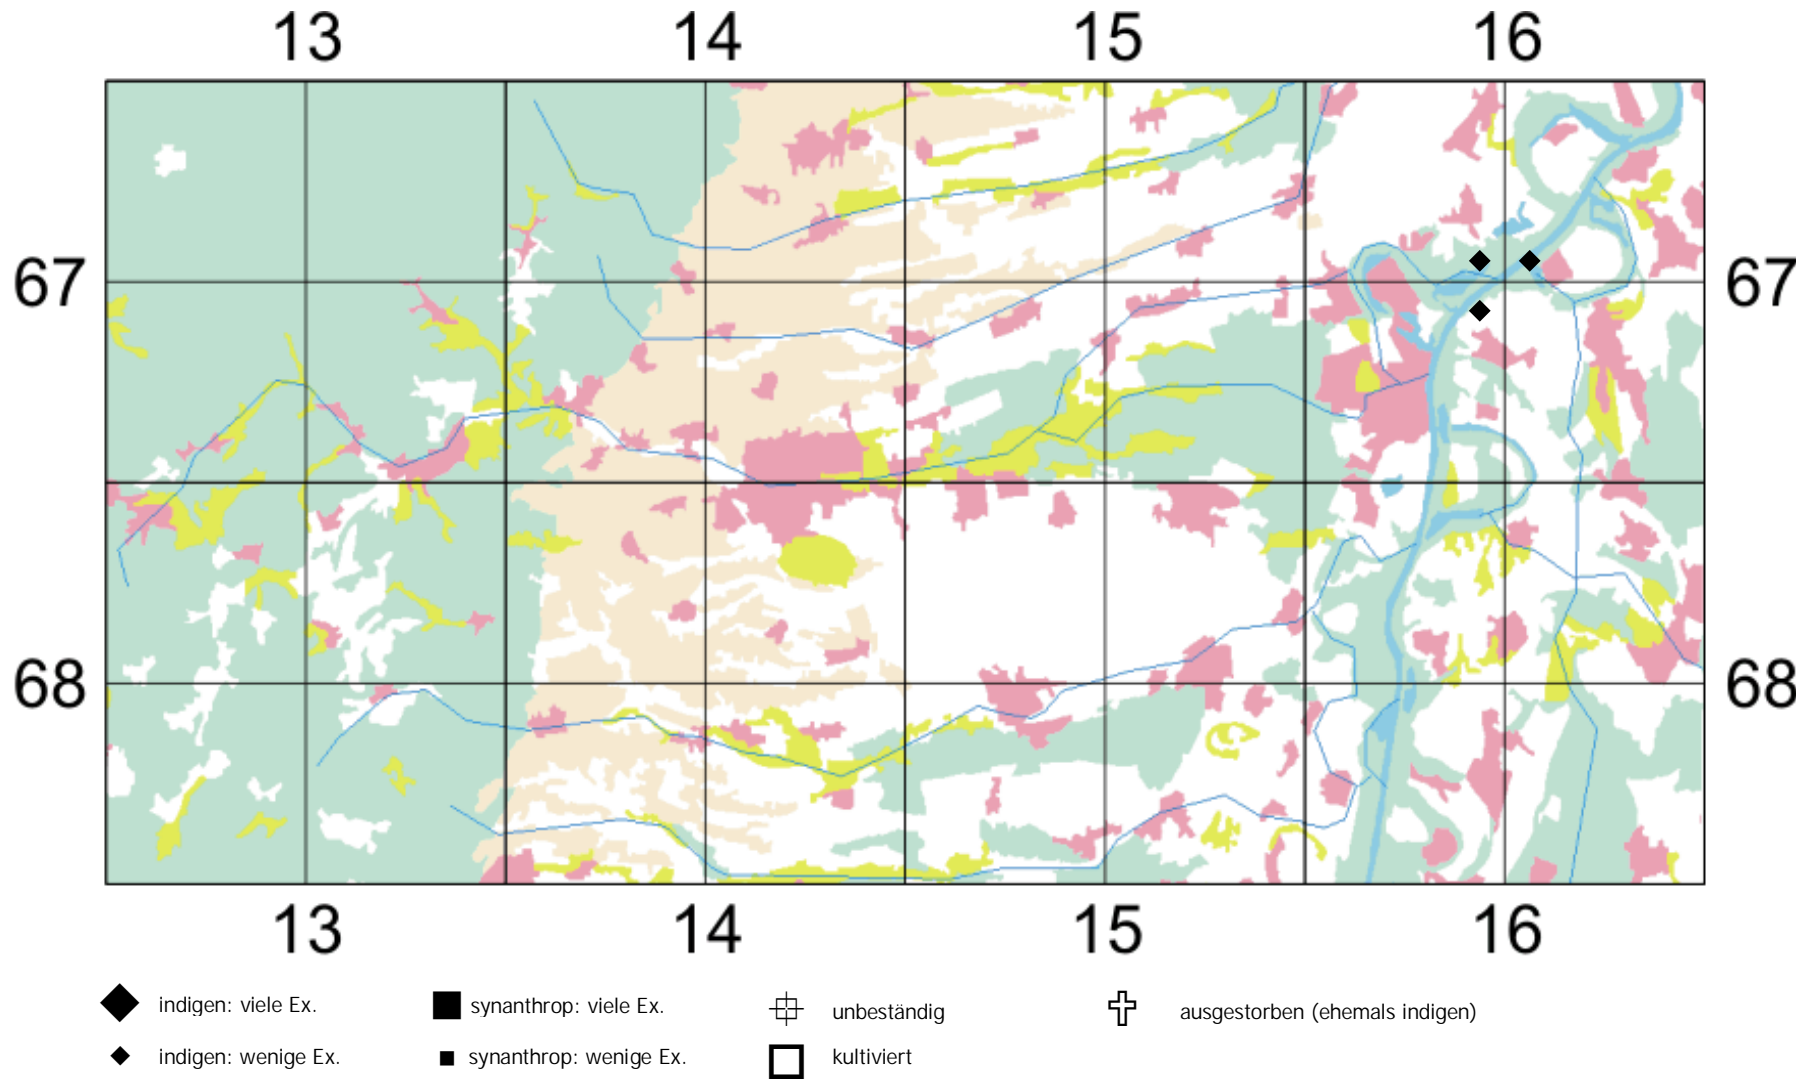 13 14 15 16
67 67
68 68
13 14 15 16
indigen: viele Ex. synanthrop: viele Ex. unbeständig ausgestorben (ehemals indigen)
indigen: wenige Ex. synanthrop: wenige Ex. kultiviert